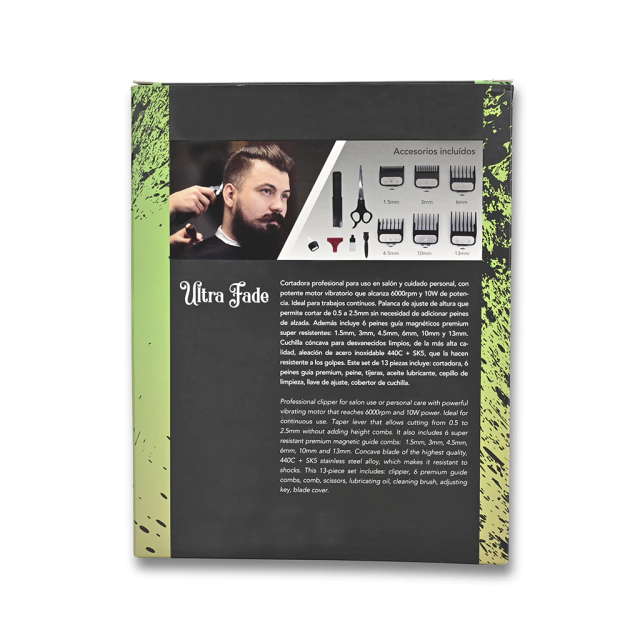 Accesorios incluídos
1.5mm 3mm 6mm
4.5mm 10mm 13mm
Ultra Fade
Cortadora profesional para uso en salón y cuidado personal, con
potente motor vibratorio que alcanza 6000rpm y 10W de poten-
cia. Ideal para trabajos contínuos. Palanca de ajuste de altura que
permite cortar de 0.5 a 2.5mm sin necesidad de adicionar peines
de alzada. Además incluye 6 peines guía magnéticos premium
super resistentes: 1.5mm, 3mm, 4.5mm, 6mm, 10mm y 13mm.
Cuchilla cóncava para desvanecidos limpios, de la más alta ca-
lidad, aleación de acero inoxidable 440C + SK5, que la hacen
resistente a los golpes. Este set de 13 piezas incluye: cortadora, 6
peines guía premium, peine, tijeras, aceite lubricante, cepillo de
limpieza, llave de ajuste, cobertor de cuchilla.
Professional clipper for salon use or personal care with powerful
vibrating motor that reaches 6000rpm and 10W power. Ideal for
continuous use. Taper lever that allows cutting from 0.5 to
2.5mm without adding height combs. It also includes 6 super
resistant premium magnetic guide combs: 1.5mm, 3mm, 4.5mm,
6mm, 10mm and 13mm. Concave blade of the highest quality,
440C + SK5 stainless steel alloy, which makes it resistant to
shocks. This 13-piece set includes: clipper, 6 premium guide
combs, comb, scissors, lubricating oil, cleaning brush, adjusting
key, blade cover.